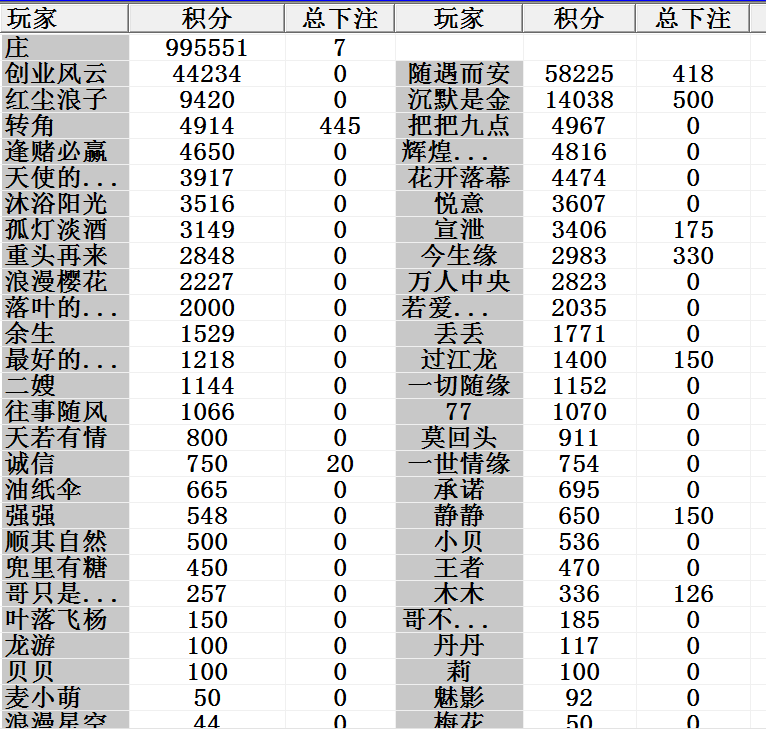 玩家 积分 总下注 玩家 积分 总下注
庄 995551 7
创业风云 44234 0 随遇而安 58225 418
红尘浪子 9420 0 沉默是金 14038 500
转角 4914 445 把把九点 4967 0
逢赌必赢 4650 0 辉煌... 4816 0
天使的... 3917 0 花开落幕 4474 0
沐浴阳光 3516 0 悦意 3607 0
孤灯淡酒 3149 0 宣泄 3406 175
重头再来 2848 0 今生缘 2983 330
浪漫樱花 2227 0 万人中央 2823 0
落叶的... 2000 0 若爱... 2035 0
余生 1529 0 丢丢 1771 0
最好的... 1218 0 过江龙 1400 150
二嫂 1144 0 一切随缘 1152 0
往事随风 1066 0 77 1070 0
天若有情 800 0 莫回头 911 0
诚信 750 20 一世情缘 754 0
油纸伞 665 0 承诺 695 0
强强 548 0 静静 650 150
顺其自然 500 0 小贝 536 0
兜里有糖 450 0 王者 470 0
哥只是... 257 0 木木 336 126
叶落飞杨 150 0 哥不... 185 0
龙游 100 0 丹丹 117 0
贝贝 100 0 莉 100 0
麦小萌 50 0 魅影 92 0
浪漫星空 44 0 梅花 50 0